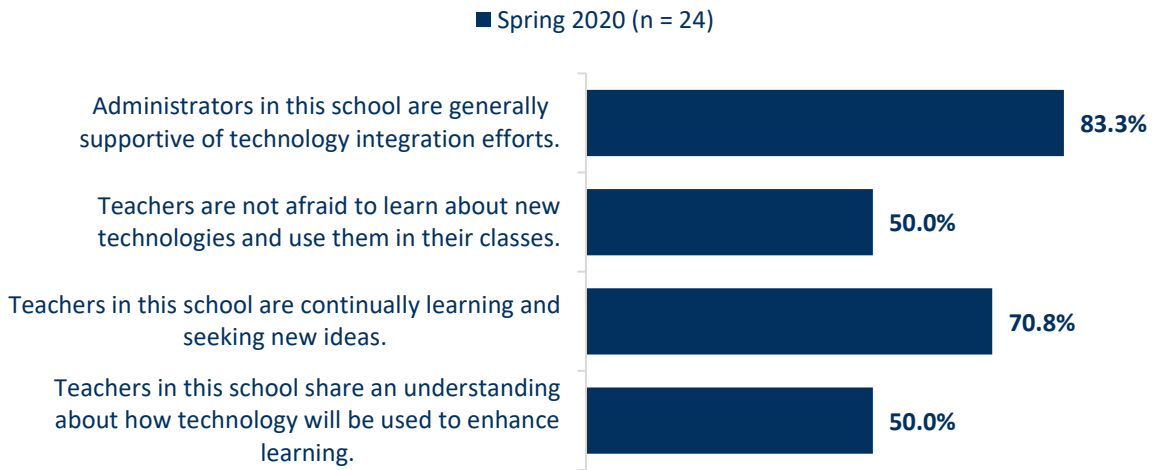 Spring 2020 (n = 24)
Administrators in this school are generally
supportive of technology integration efforts.
83.3%
Teachers are not afraid to learn about new
technologies and use them in their classes.
50.0%
Teachers in this school are continually learning and
seeking new ideas.
70.8%
Teachers in this school share an understanding
about how technology will be used to enhance
learning.
50.0%